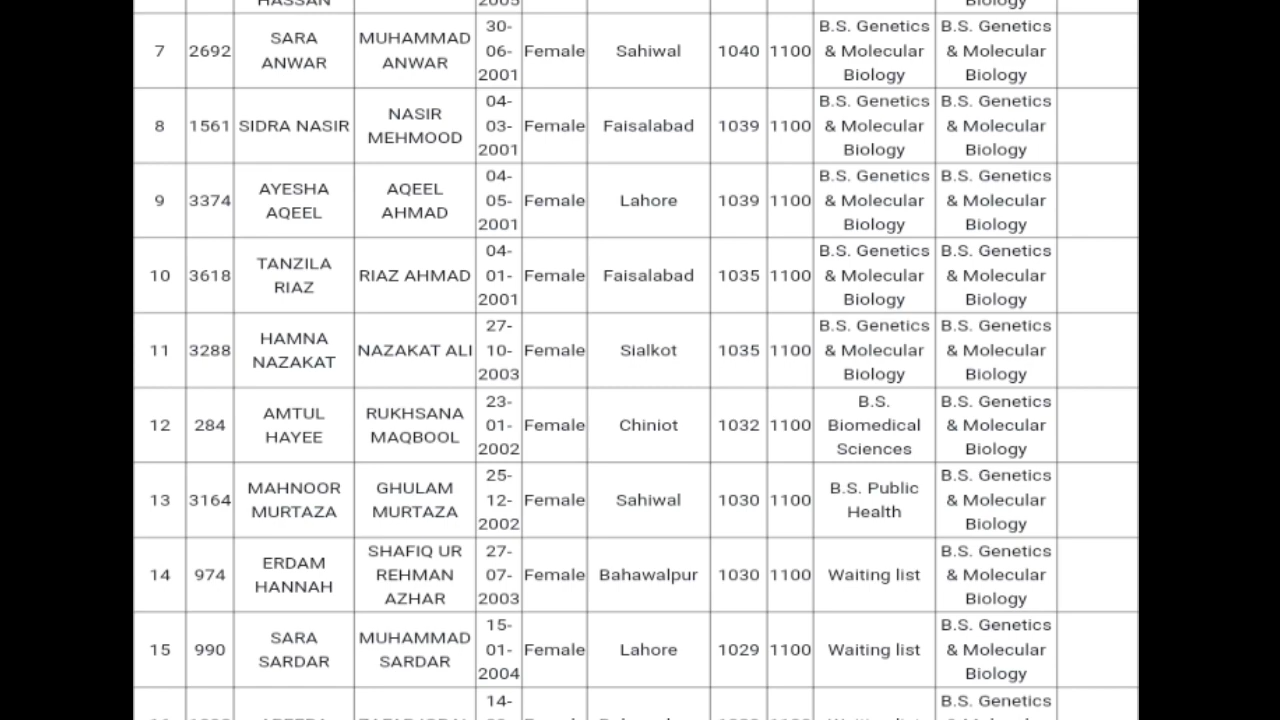 HASSAN 2005 Biology
7 2692 SARA ANWAR MUHAMMAD ANWAR 30-06-2001 Female Sahiwal 1040 1100 B.S. Genetics & Molecular Biology B.S. Genetics & Molecular Biology
8 1561 SIDRA NASIR NASIR MEHMOOD 04-03-2001 Female Faisalabad 1039 1100 B.S. Genetics & Molecular Biology B.S. Genetics & Molecular Biology
9 3374 AYESHA AQEEL AQEEL AHMAD 04-05-2001 Female Lahore 1039 1100 B.S. Genetics & Molecular Biology B.S. Genetics & Molecular Biology
10 3618 TANZILA RIAZ RIAZ AHMAD 04-01-2001 Female Faisalabad 1035 1100 B.S. Genetics & Molecular Biology B.S. Genetics & Molecular Biology
11 3288 HAMNA NAZAKAT NAZAKAT ALI 27-10-2003 Female Sialkot 1035 1100 B.S. Genetics & Molecular Biology B.S. Genetics & Molecular Biology
12 284 AMTUL HAYEE RUKHSANA MAQBOOL 23-01-2002 Female Chiniot 1032 1100 B.S. Biomedical Sciences B.S. Genetics & Molecular Biology
13 3164 MAHNOOR MURTAZA GHULAM MURTAZA 25-12-2002 Female Sahiwal 1030 1100 B.S. Public Health B.S. Genetics & Molecular Biology
14 974 ERDAM HANNAH SHAFIQ UR REHMAN AZHAR 27-07-2003 Female Bahawalpur 1030 1100 Waiting list B.S. Genetics & Molecular Biology
15 990 SARA SARDAR MUHAMMAD SARDAR 15-01-2004 Female Lahore 1029 1100 Waiting list B.S. Genetics & Molecular Biology
14- B.S. Genetics